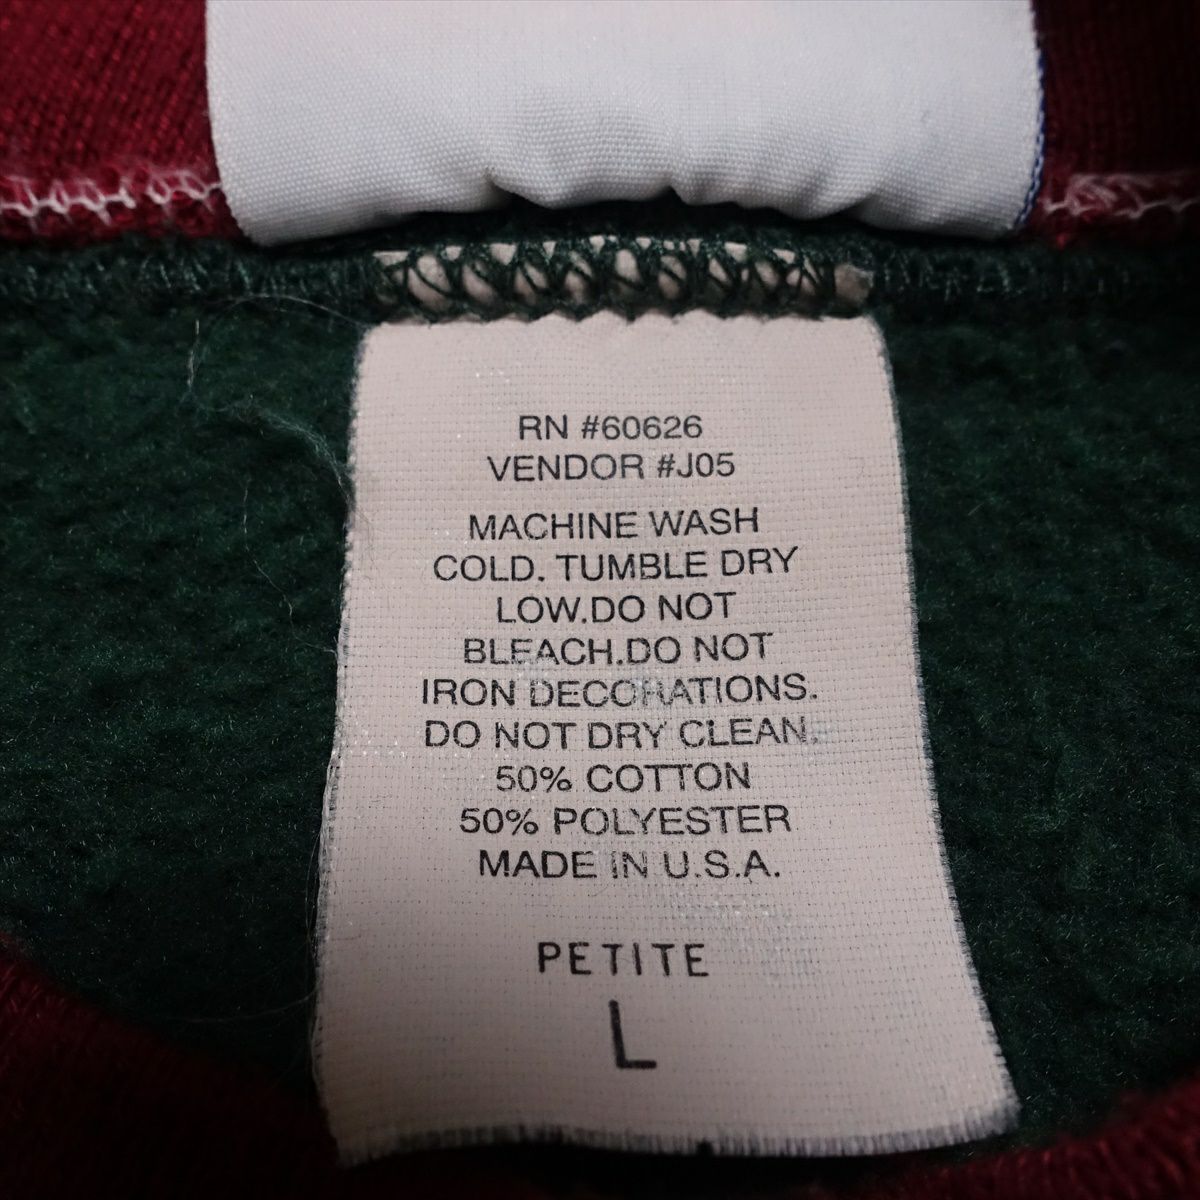 RN #60626
VENDOR #J05
MACHINE WASH
COLD. TUMBLE DRY
LOW.DO NOT
BLEACH.DO NOT
IRON DECORATIONS.
DO NOT DRY CLEAN.
50% COTTON
50% POLYESTER
MADE IN U.S.A.
PETITE
L